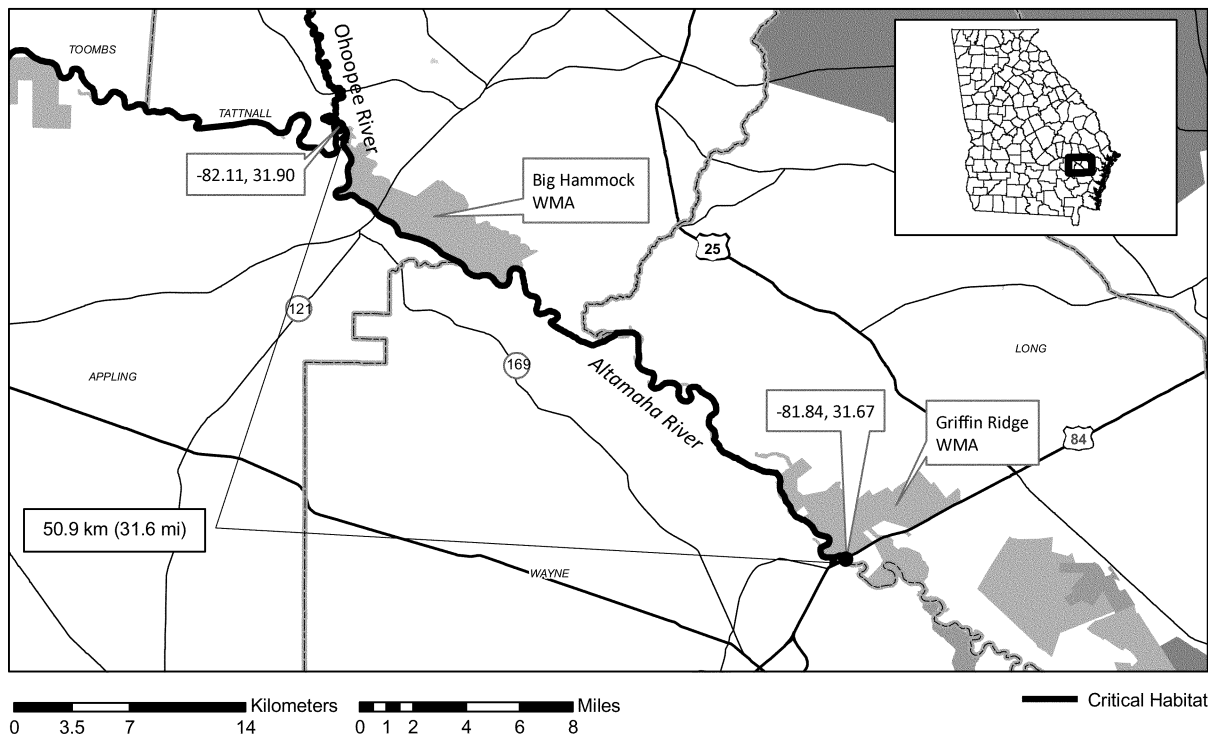 TOOMBS
Ohoopee River
TATTNALL
-82.11, 31.90
Big Hammock
WMA
25
121
169
LONG
APPLING
Altamaha River
-81.84, 31.67
Griffin Ridge
WMA
84
50.9 km (31.6 mi)
WAYNE
Kilometers
0 3.5 7 14
Miles
0 1 2 4 6 8
Critical Habitat